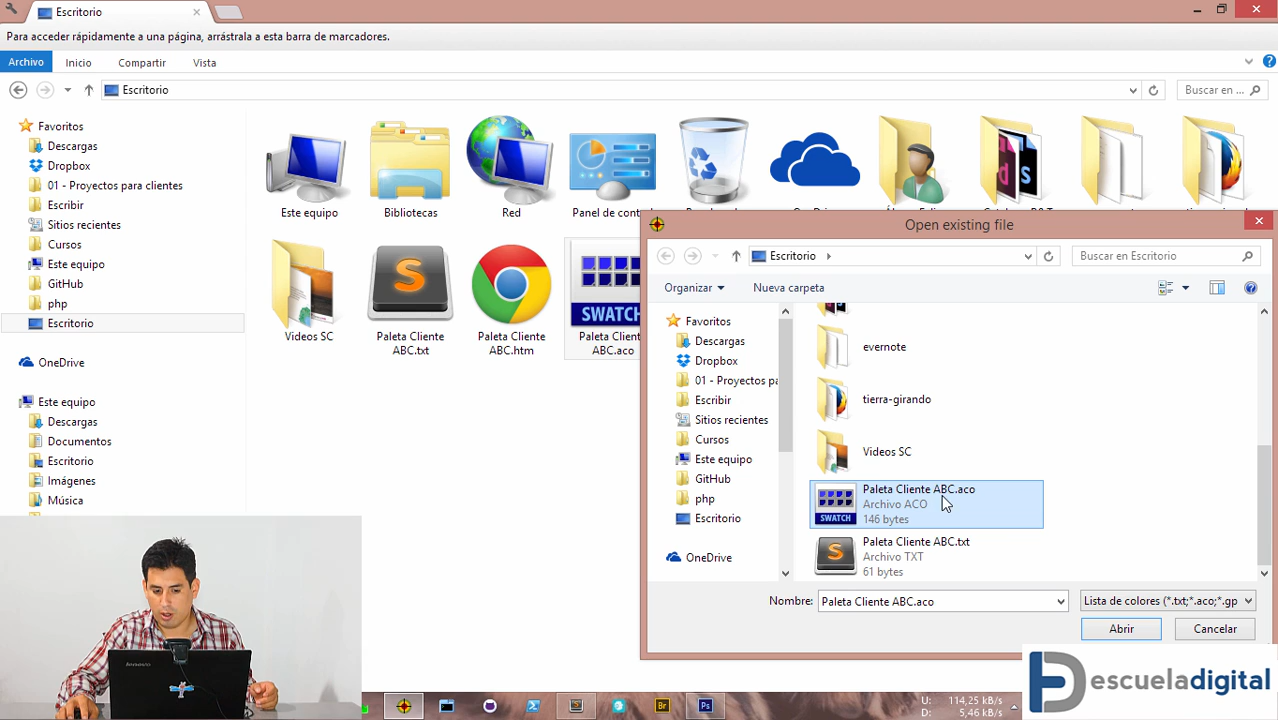 Escritorio
Para acceder rápidamente a una página, arrástrala a esta barra de marcadores.
Archivo
Inicio
Compartir
Vista
Escritorio
Buscar en ...
Favoritos
Descargas
Dropbox
01 - Proyectos para clientes
Escribir
Sitios recientes
Cursos
Este equipo
GitHub
php
Escritorio
OneDrive
Este equipo
Descargas
Documentos
Escritorio
Imágenes
Música
Este equipo
Bibliotecas
Red
Panel de contr
Videos SC
Paleta Cliente
ABC.txt
Paleta Cliente
ABC.htm
SWATCH
Paleta Client
ABC.aco
Open existing file
Escritorio
Buscar en Escritorio
Organizar
Nueva carpeta
Favoritos
Descargas
Dropbox
01 - Proyectos pa
Escribir
Sitios recientes
Cursos
Este equipo
GitHub
php
Escritorio
OneDrive
evernote
tierra-girando
Videos SC
SWATCH
Paleta Cliente ABC.aco
Archivo ACO
146 bytes
Paleta Cliente ABC.txt
Archivo TXT
61 bytes
Nombre:
Paleta Cliente ABC.aco
Lista de colores (*.txt;*.aco;*.gp
Abrir
Cancelar
lenovo
Br
Ps
U: 114,25 kB/s
D: 5,46 kB/s
escueladigital